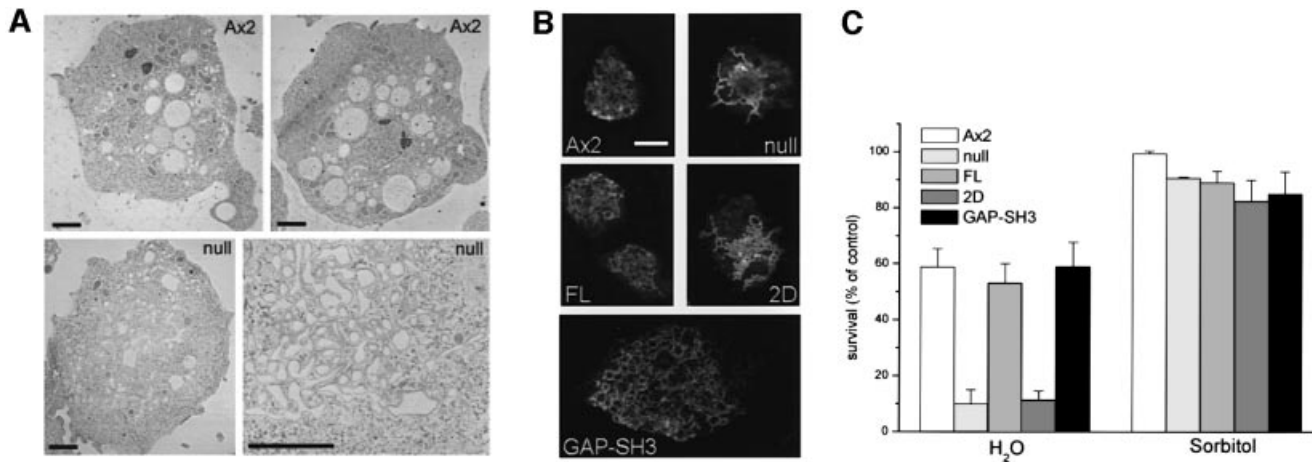 A
Ax2
Ax2
null
null
B
Ax2
null
FL
2D
GAP-SH3
C
survival (% of control)
100
80
60
40
20
0
Ax2
null
FL
2D
GAP-SH3
H₂O
Sorbitol